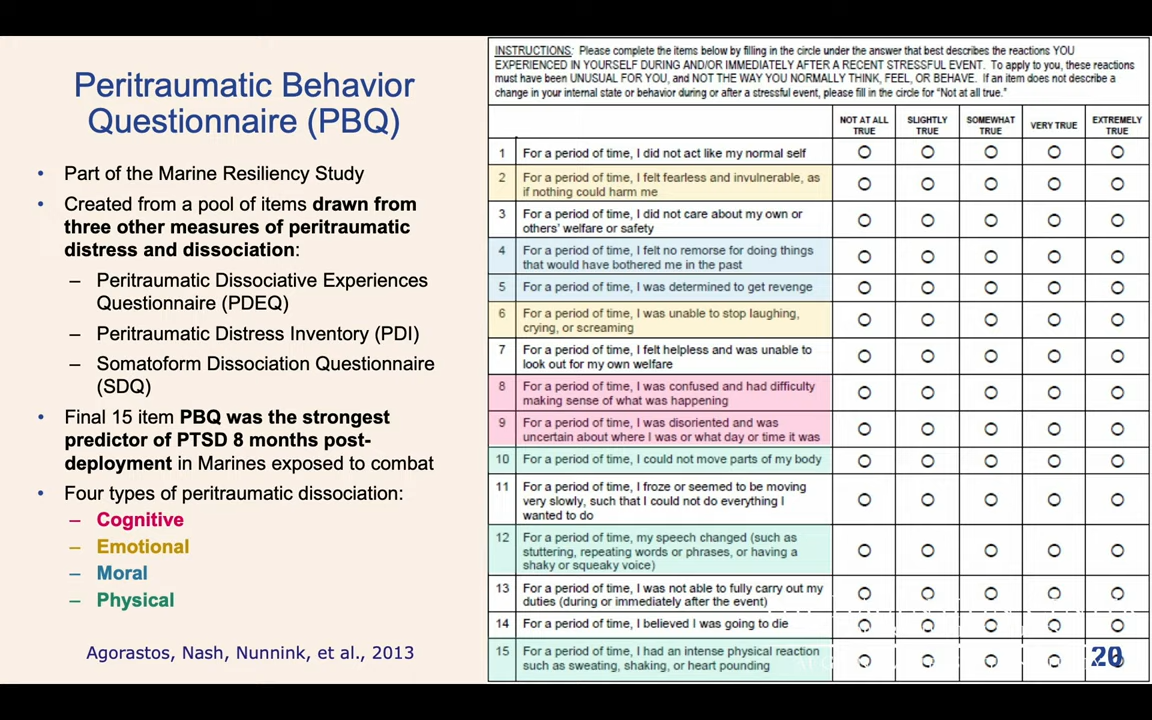 Peritraumatic Behavior
Questionnaire (PBQ)
• Part of the Marine Resiliency Study
• Created from a pool of items drawn from
three other measures of peritraumatic
distress and dissociation:
– Peritraumatic Dissociative Experiences
Questionnaire (PDEQ)
– Peritraumatic Distress Inventory (PDI)
– Somatoform Dissociation Questionnaire
(SDQ)
• Final 15 item PBQ was the strongest
predictor of PTSD 8 months post-
deployment in Marines exposed to combat
• Four types of peritraumatic dissociation:
– Cognitive
– Emotional
– Moral
– Physical
Agorastos, Nash, Nunnink, et al., 2013
INSTRUCTIONS: Please complete the items below by filling in the circle under the answer that best describes the reactions YOU
EXPERIENCED IN YOURSELF DURING AND/OR IMMEDIATELY AFTER A RECENT STRESSFUL EVENT. To apply to you, these reactions
must have been UNUSUAL FOR YOU, and NOT THE WAY YOU NORMALLY THINK, FEEL, OR BEHAVE. If an item does not describe a
change in your internal state or behavior during or after a stressful event, please fill in the circle for "Not at all true."
NOT AT ALL TRUE SLIGHTLY TRUE SOMEWHAT TRUE VERY TRUE EXTREMELY TRUE
1 For a period of time, I did not act like my normal self
2 For a period of time, I felt fearless and invulnerable, as
if nothing could harm me
3 For a period of time, I did not care about my own or
others' welfare or safety
4 For a period of time, I felt no remorse for doing things
that would have bothered me in the past
5 For a period of time, I was determined to get revenge
6 For a period of time, I was unable to stop laughing,
crying, or screaming
7 For a period of time, I felt helpless and was unable to
look out for my own welfare
8 For a period of time, I was confused and had difficulty
making sense of what was happening
9 For a period of time, I was disoriented and was
uncertain about where I was or what day or time it was
10 For a period of time, I could not move parts of my body
11 For a period of time, I froze or seemed to be moving
very slowly, such that I could not do everything I
wanted to do
12 For a period of time, my speech changed (such as
stuttering, repeating words or phrases, or having a
shaky or squeaky voice)
13 For a period of time, I was not able to fully carry out my
duties (during or immediately after the event)
14 For a period of time, I believed I was going to die
15 For a period of time, I had an intense physical reaction
such as sweating, shaking, or heart pounding